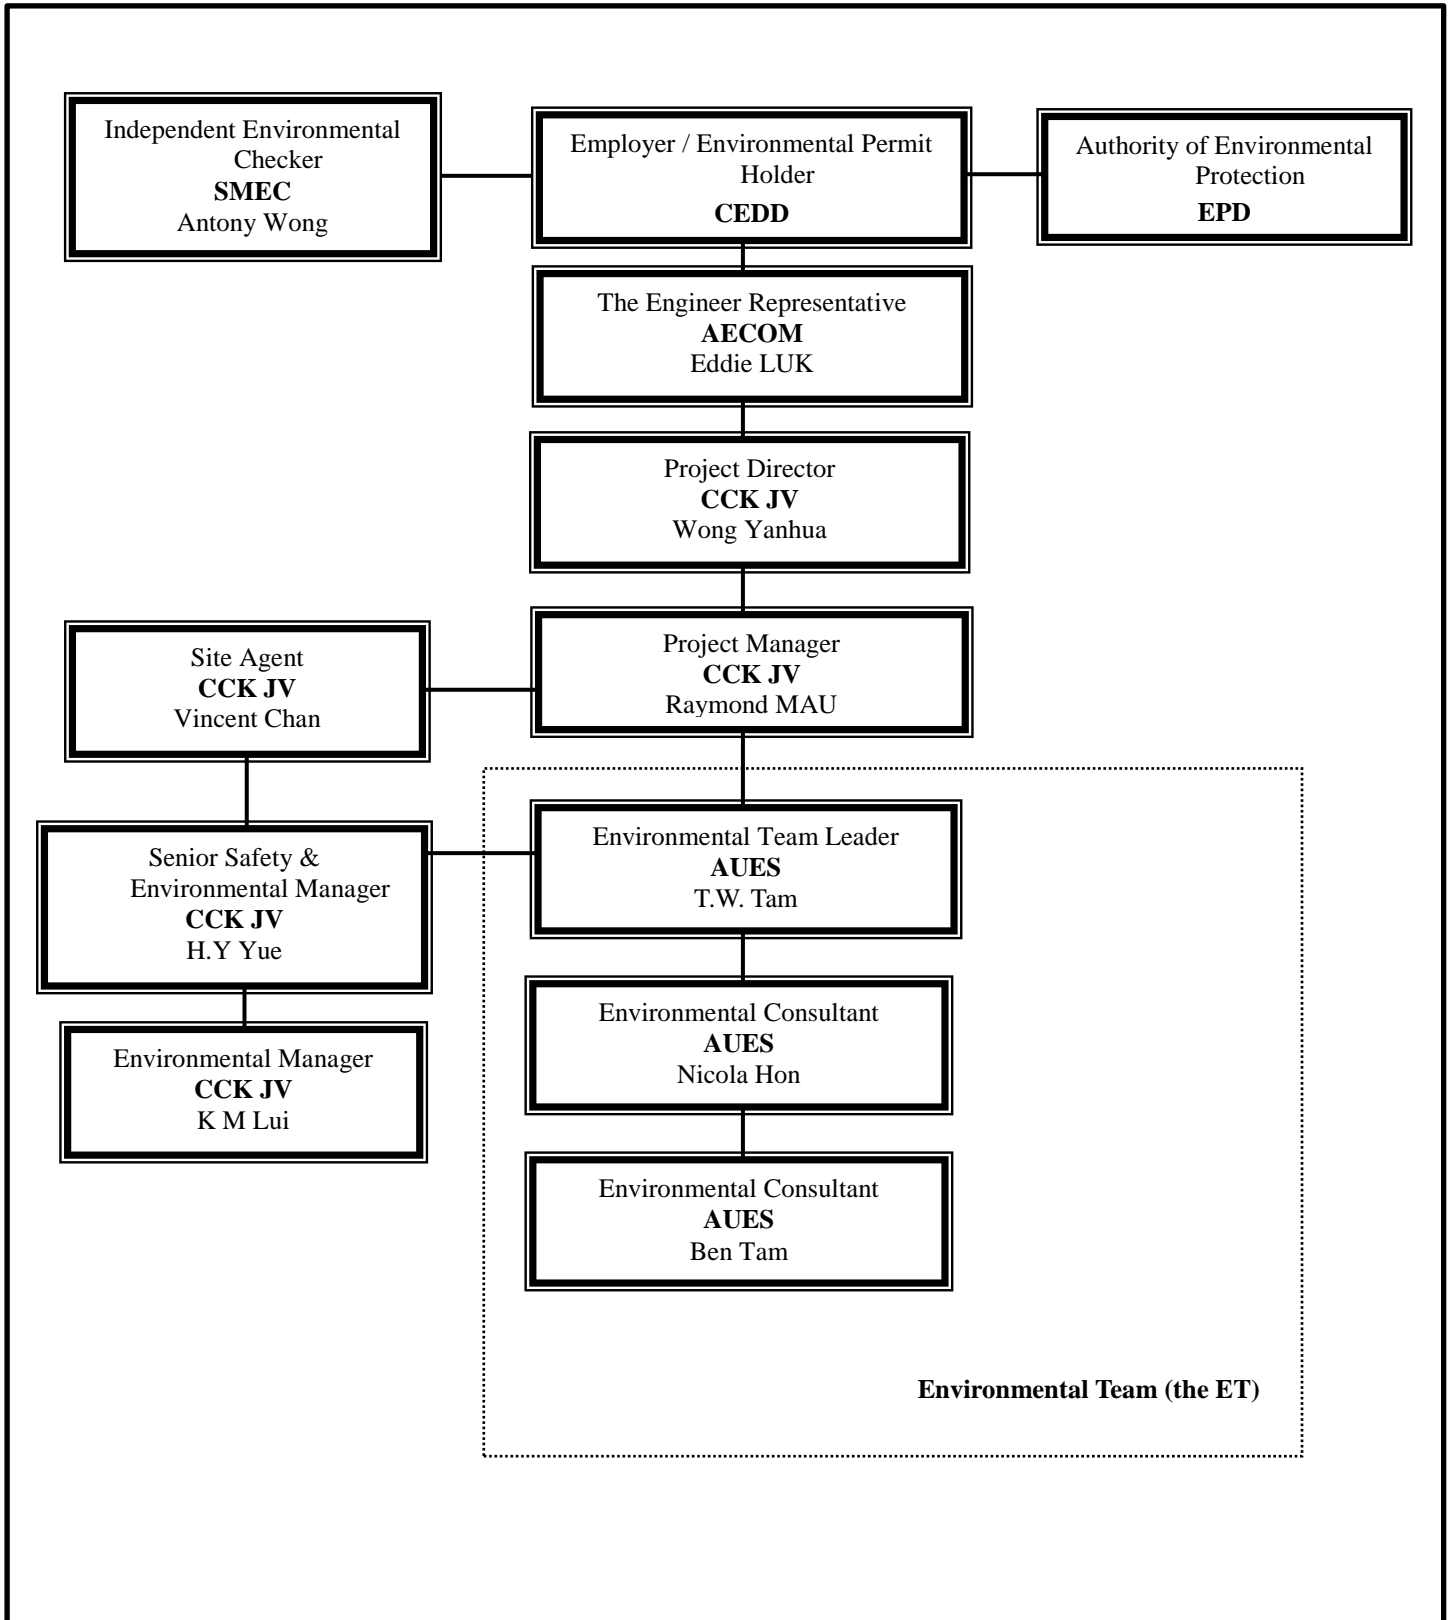 Independent Environmental
Checker
SMEC
Antony Wong
Employer / Environmental Permit
Holder
CEDD
Authority of Environmental
Protection
EPD
The Engineer Representative
AECOM
Eddie LUK
Project Director
CCK JV
Wong Yanhua
Site Agent
CCK JV
Vincent Chan
Project Manager
CCK JV
Raymond MAU
Senior Safety &
Environmental Manager
CCK JV
H.Y Yue
Environmental Team Leader
AUES
T.W. Tam
Environmental Manager
CCK JV
K M Lui
Environmental Consultant
AUES
Nicola Hon
Environmental Consultant
AUES
Ben Tam
Environmental Team (the ET)